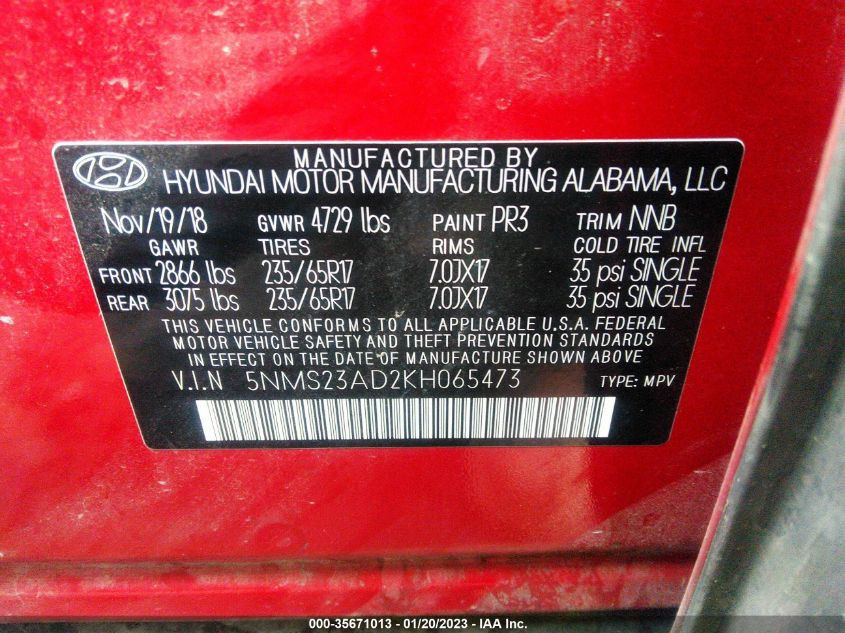 MANUFACTURED BY
HYUNDAI MOTOR MANUFACTURING ALABAMA, LLC
Nov/19/18 GVWR 4729 lbs PAINT PR3 TRIM NNB
GAWR TIRES RIMS COLD TIRE INFL
FRONT 2866 lbs 235/65R17 7.0JX17 35 psi SINGLE
REAR 3075 lbs 235/65R17 7.0JX17 35 psi SINGLE
THIS VEHICLE CONFORMS TO ALL APPLICABLE U.S.A. FEDERAL
MOTOR VEHICLE SAFETY AND THEFT PREVENTION STANDARDS
IN EFFECT ON THE DATE OF MANUFACTURE SHOWN ABOVE
V.I.N 5NMS23AD2KH065473 TYPE: MPV
000-35671013 - 01/20/2023 - IAA Inc.